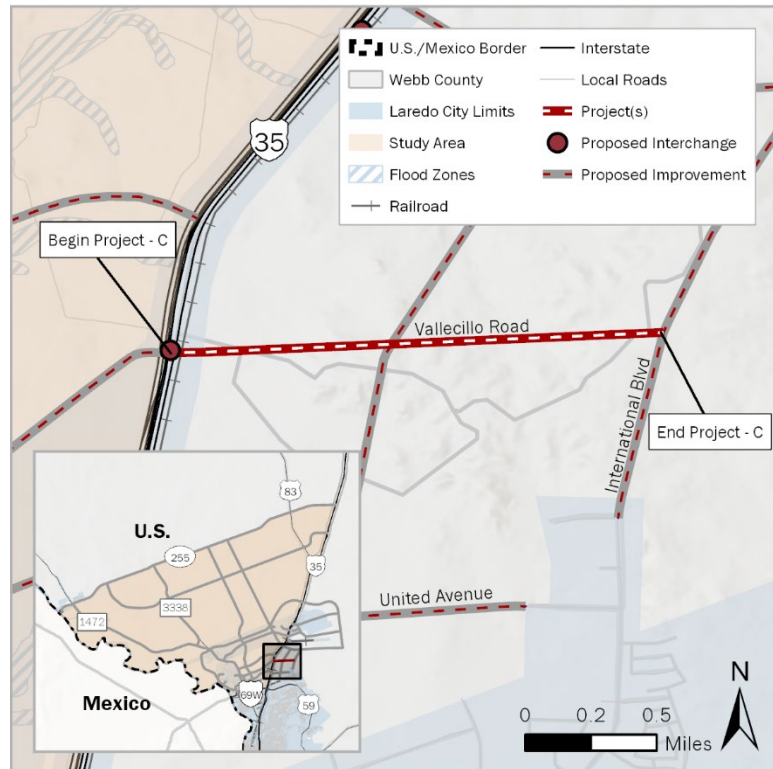 U.S./Mexico Border
Interstate
Webb County
Local Roads
Laredo City Limits
Project(s)
Study Area
Proposed Interchange
Flood Zones
Proposed Improvement
Railroad
35
Begin Project - C
Vallecillo Road
International Blvd
End Project - C
United Avenue
83
U.S.
255
35
3338
1472
Mexico
69W
59
N
0 0.2 0.5
Miles